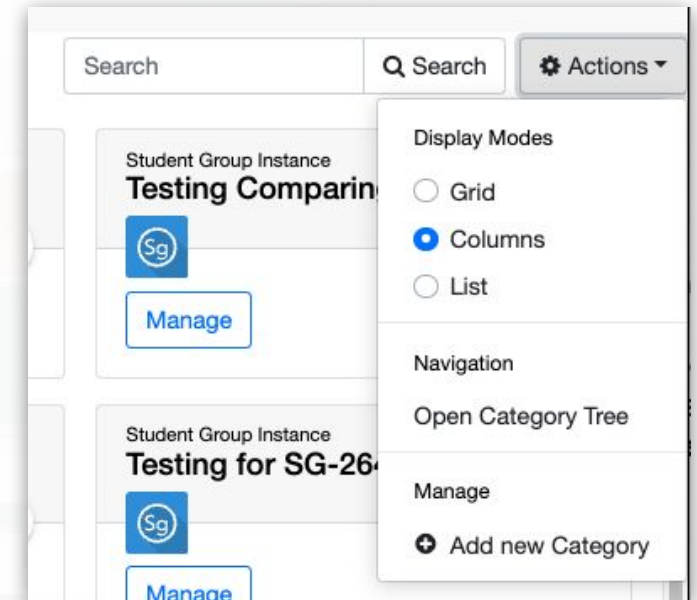 Search Search Actions
Student Group Instance
Testing Comparin
Sg
Manage
Student Group Instance
Testing for SG-264
Sg
Manage
Display Modes
Grid
Columns
List
Navigation
Open Category Tree
Manage
Add new Category